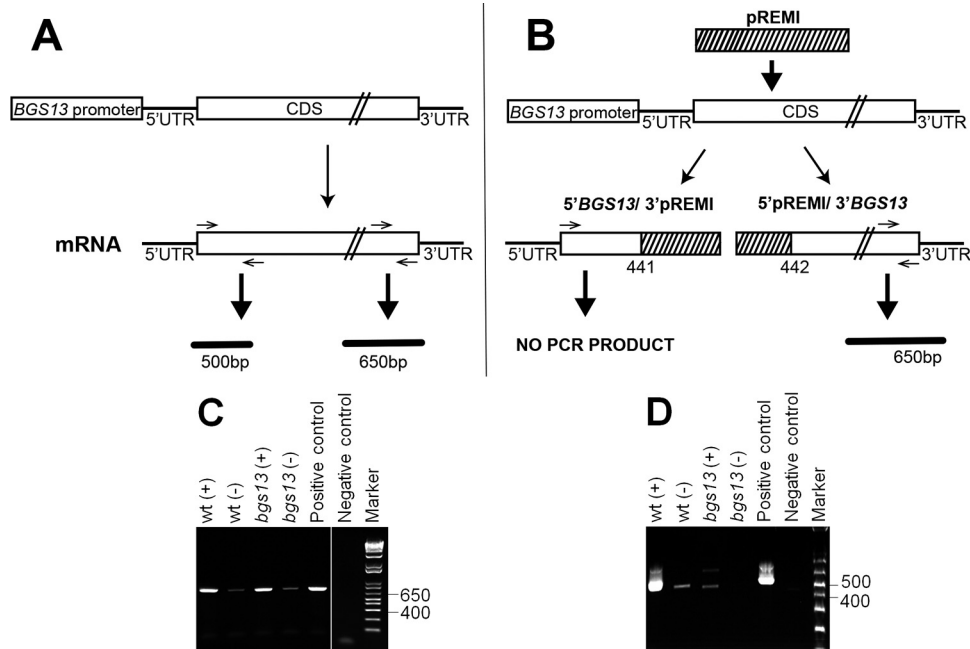 A
BGS13 promoter
5'UTR
CDS
3'UTR
mRNA
5'UTR
3'UTR
500bp
650bp
B
pREMI
BGS13 promoter
5'UTR
CDS
3'UTR
5'BGS13/ 3'pREMI
5'pREMI/ 3'BGS13
5'UTR
441
442
3'UTR
NO PCR PRODUCT
650bp
C
wt (+)
wt (-)
bgs13 (+)
bgs13 (-)
Positive control
Negative control
Marker
650
400
D
wt (+)
wt (-)
bgs13 (+)
bgs13 (-)
Positive control
Negative control
Marker
500
400